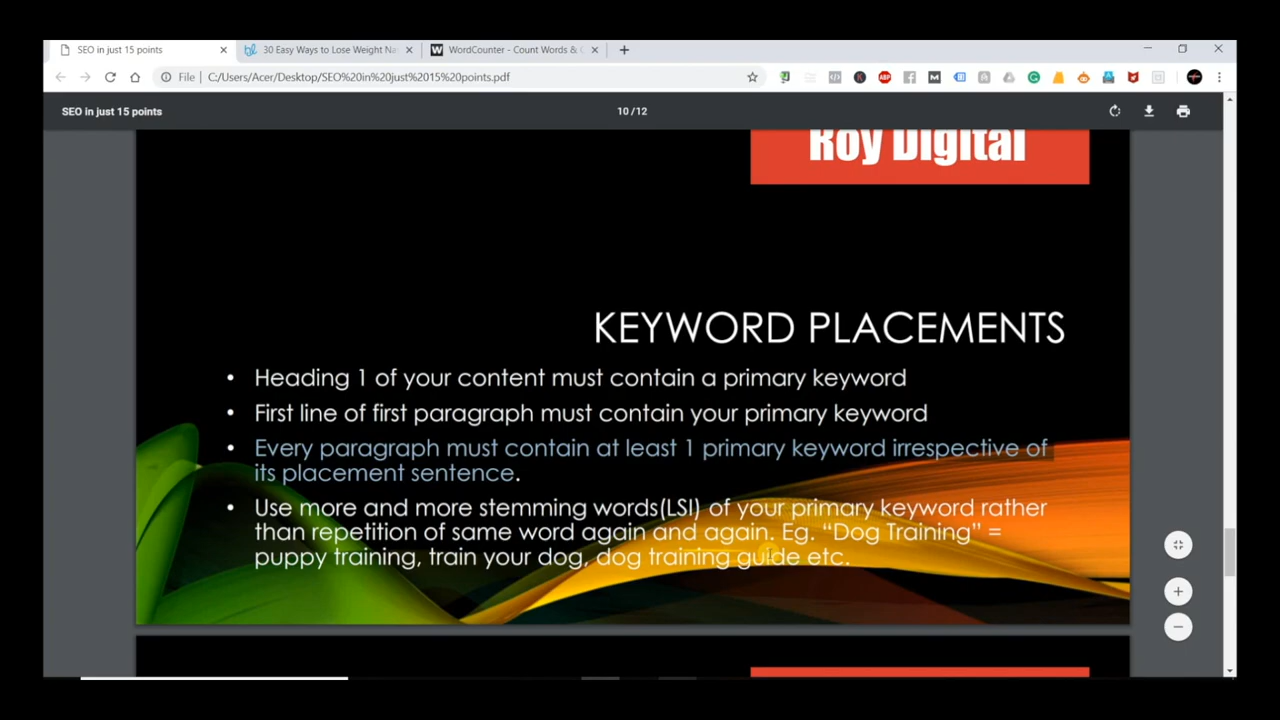 SEO in just 15 points
30 Easy Ways to Lose Weight Na
WordCounter - Count Words &
File
C:/Users/Acer/Desktop/SEO%20in%20just%2015%20points.pdf
SEO in just 15 points
10 / 12
Roy Digital
KEYWORD PLACEMENTS
• Heading 1 of your content must contain a primary keyword
• First line of first paragraph must contain your primary keyword
• Every paragraph must contain at least 1 primary keyword irrespective of
its placement sentence.
• Use more and more stemming words(LSI) of your primary keyword rather
than repetition of same word again and again. Eg. “Dog Training” =
puppy training, train your dog, dog training guide etc.